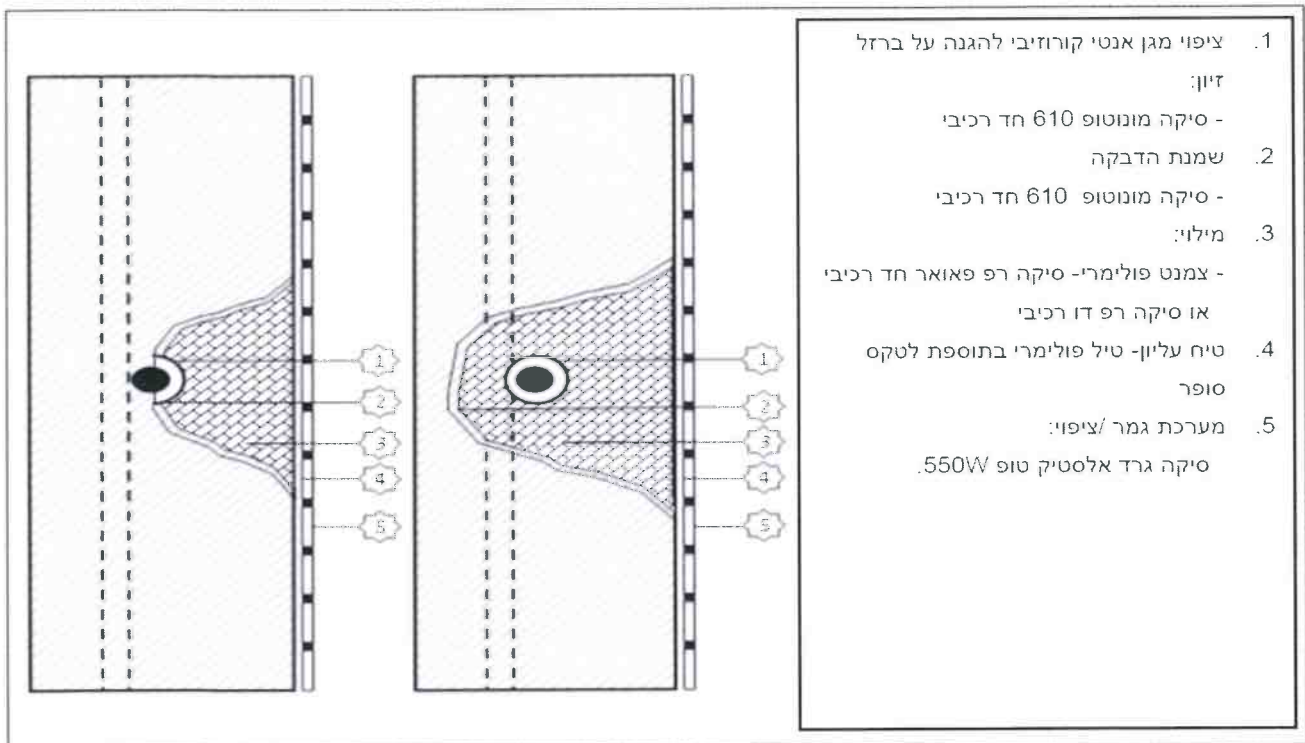 1. ציפוי מגן אנטי קורוזיבי להגנה על ברזל
זיון:
- סיקה מונוטופ 610 חד רכיבי
2. שמנת הדבקה
- סיקה מונוטופ 610 חד רכיבי
3. מילוי:
- צמנט פולימרי- סיקה רפ פאואר חד רכיבי
או סיקה רפ דו רכיבי
4. טיח עליון- טיל פולימרי בתוספת לטקס
סופר
5. מערכת גמר /ציפוי:
סיקה גרד אלסטיק טופ 550W.
1
2
3
4
5
1
2
3
4
5